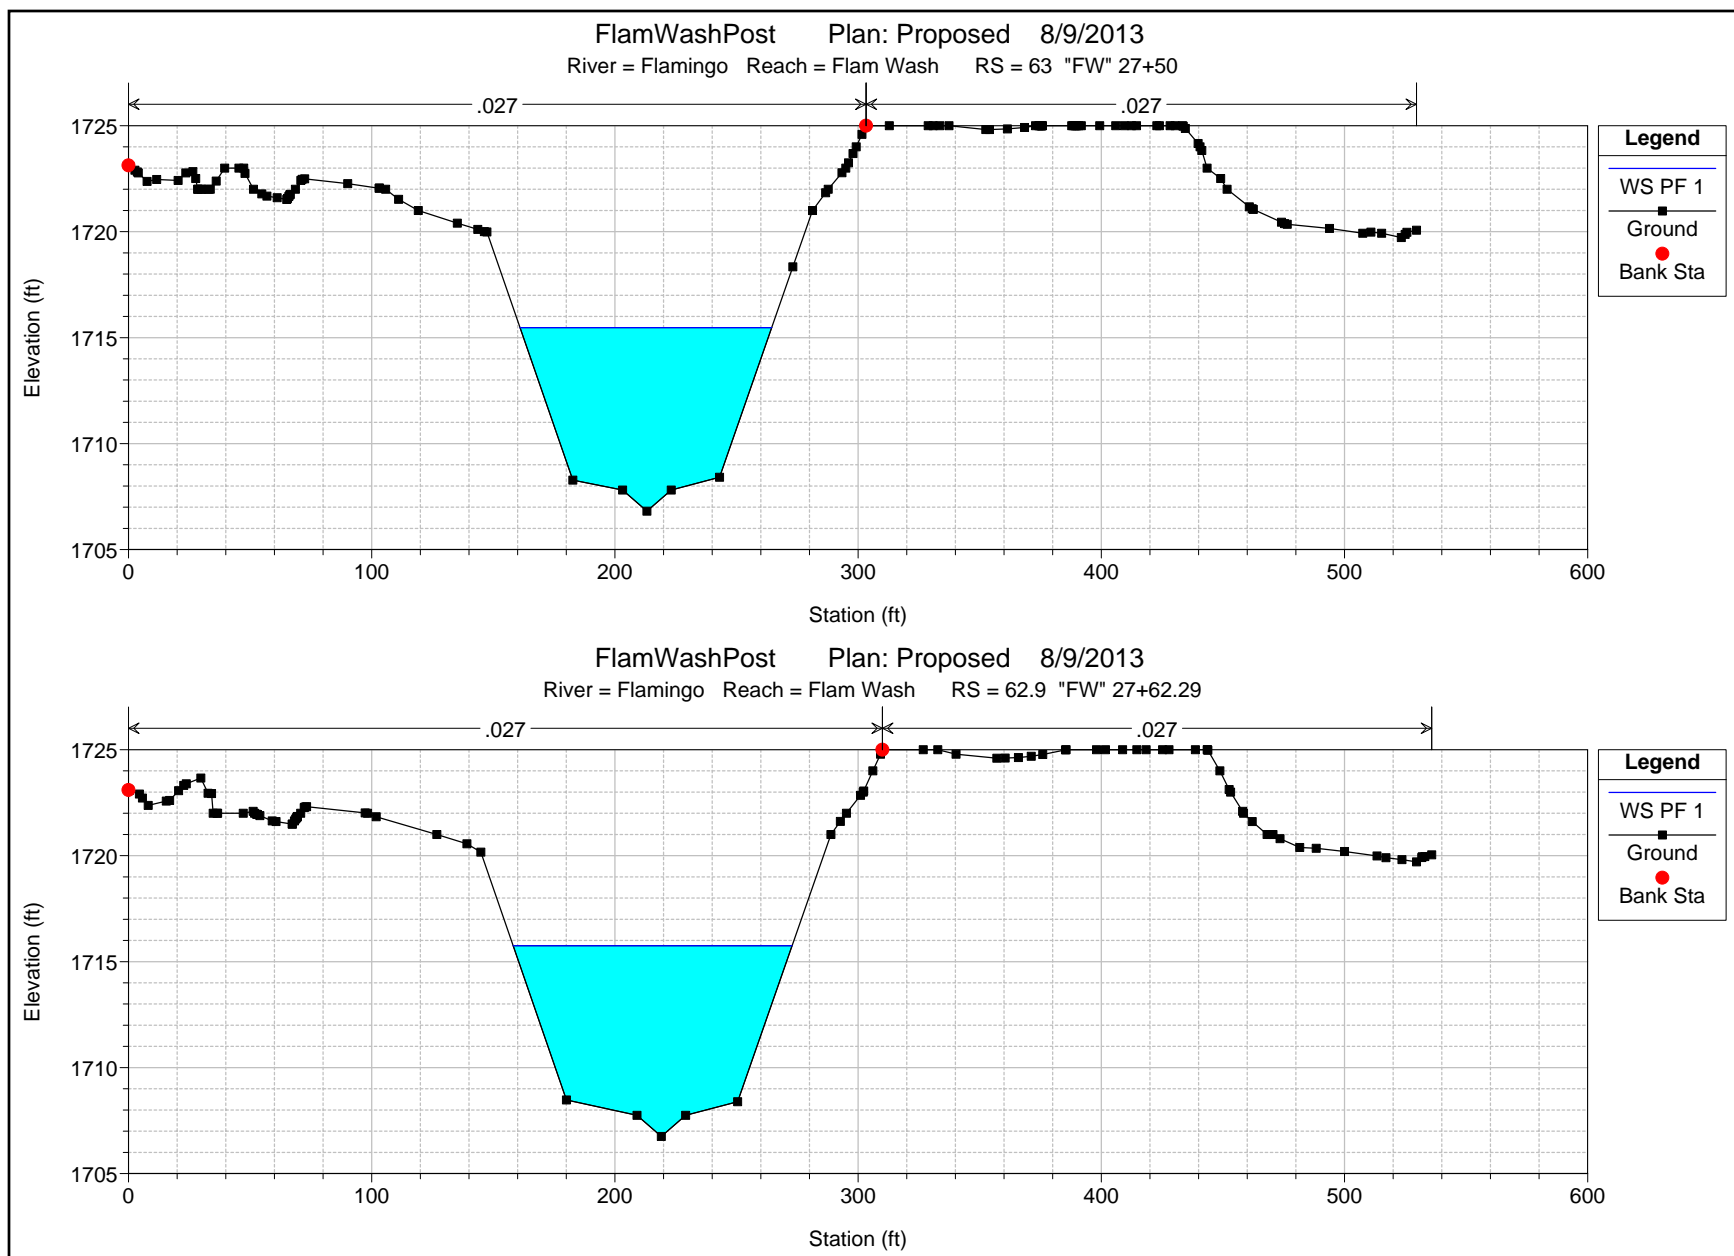 FlamWashPost Plan: Proposed 8/9/2013
River = Flamingo Reach = Flam Wash RS = 63 "FW" 27+50
.027 .027
1725
1720
1715
1710
1705
Elevation (ft)
0 100 200 300 400 500 600
Station (ft)
Legend
WS PF 1
Ground
Bank Sta
FlamWashPost Plan: Proposed 8/9/2013
River = Flamingo Reach = Flam Wash RS = 62.9 "FW" 27+62.29
.027 .027
1725
1720
1715
1710
1705
Elevation (ft)
0 100 200 300 400 500 600
Station (ft)
Legend
WS PF 1
Ground
Bank Sta